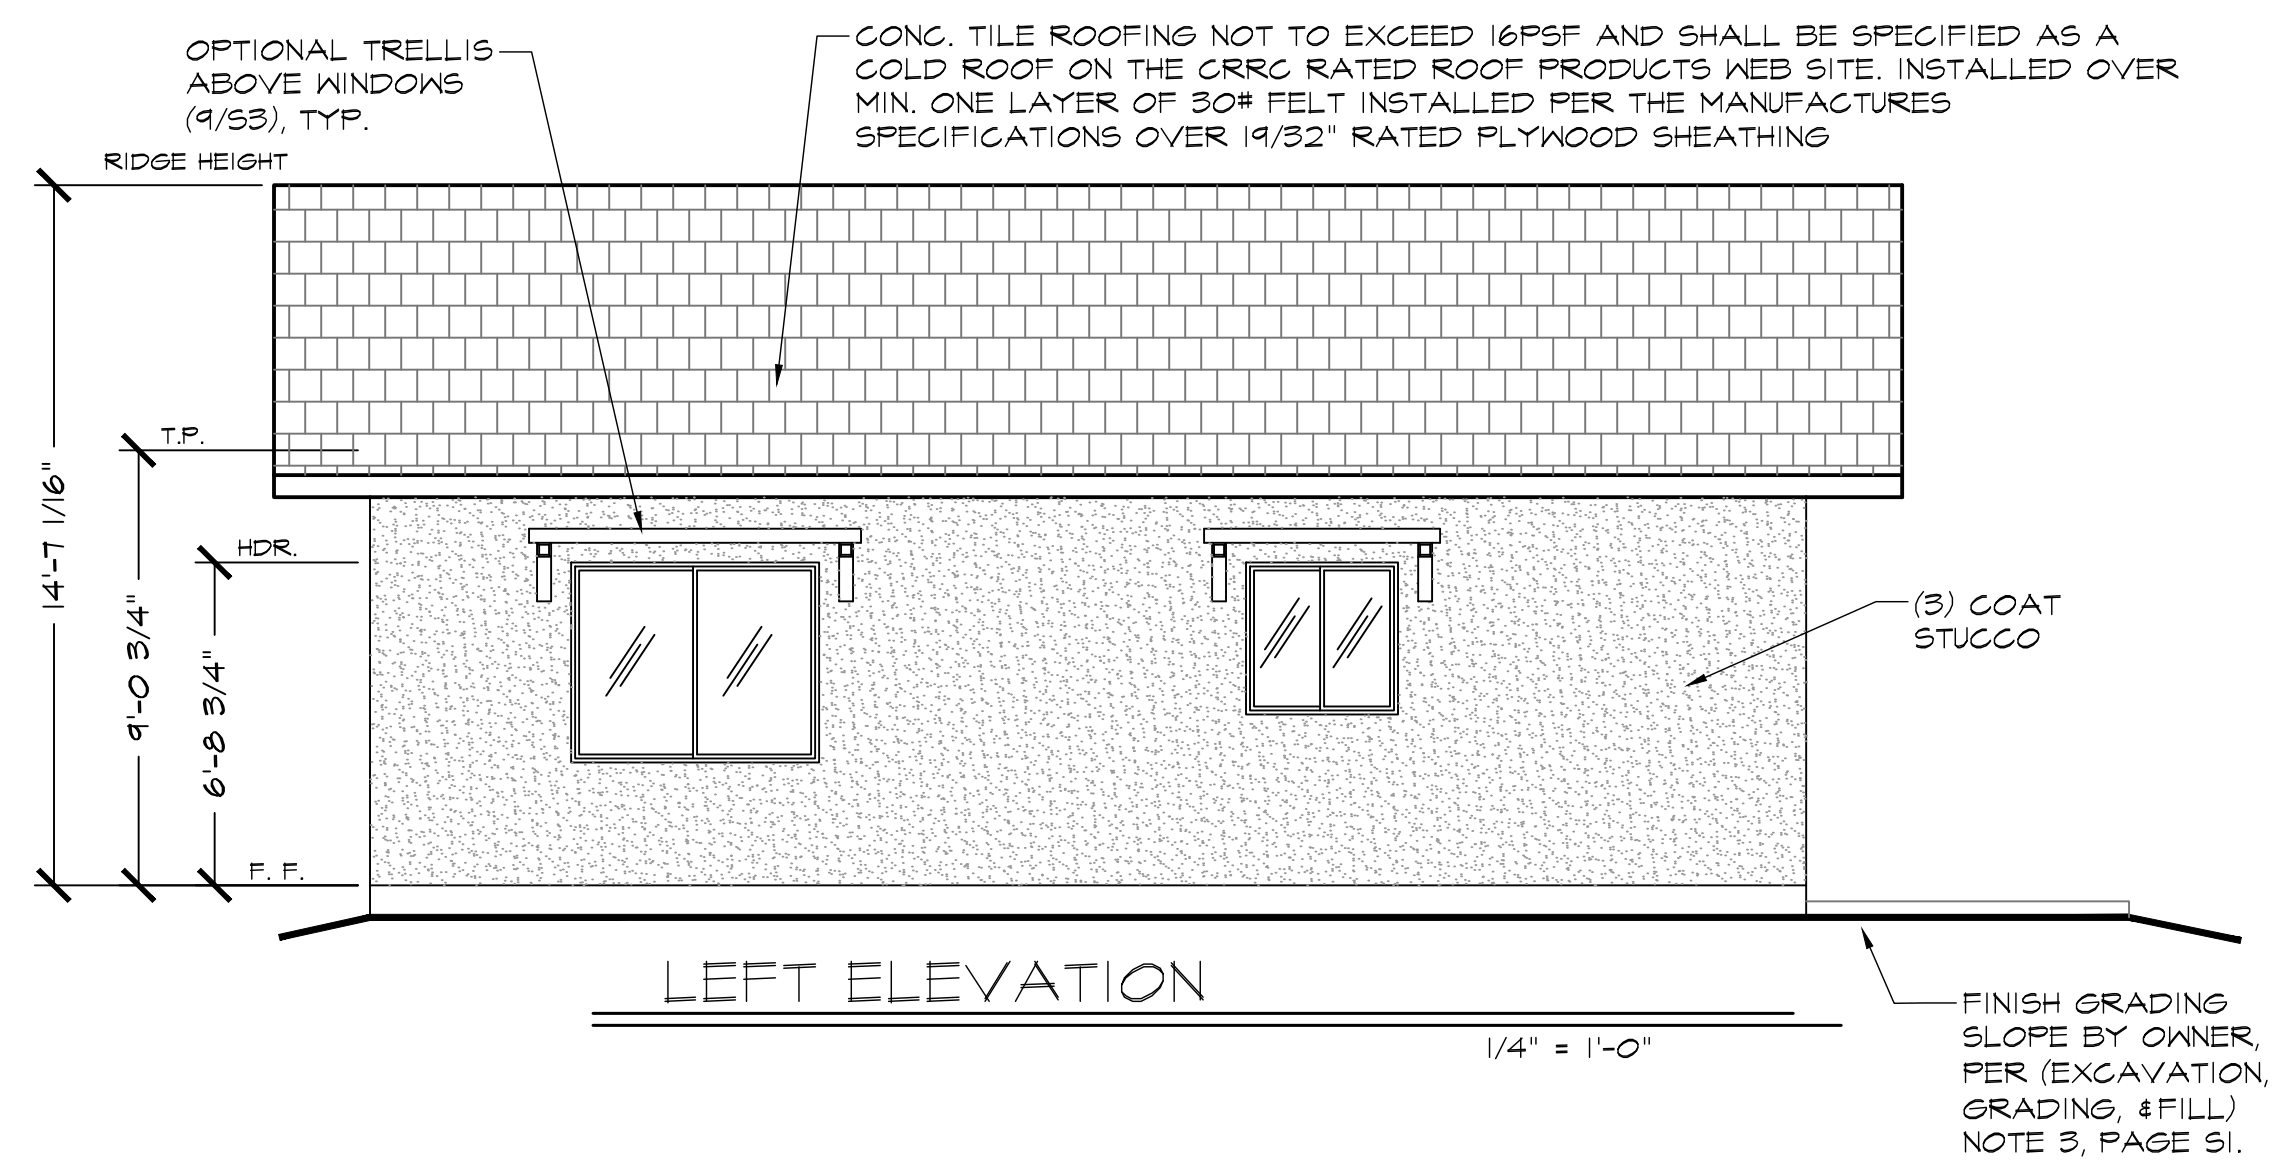 OPTIONAL TRELLIS
ABOVE WINDOWS
(9/S3), TYP.
CONC. TILE ROOFING NOT TO EXCEED 16PSF AND SHALL BE SPECIFIED AS A
COLD ROOF ON THE CRRC RATED ROOF PRODUCTS WEB SITE. INSTALLED OVER
MIN. ONE LAYER OF 30# FELT INSTALLED PER THE MANUFACTURES
SPECIFICATIONS OVER 19/32" RATED PLYWOOD SHEATHING
RIDGE HEIGHT
T.P.
14'-7 1/16"
HDR.
9'-0 3/4"
6'-8 3/4"
(3) COAT
STUCCO
F. F.
LEFT ELEVATION
1/4" = 1'-0"
FINISH GRADING
SLOPE BY OWNER,
PER (EXCAVATION,
GRADING, &FILL)
NOTE 3, PAGE S1.